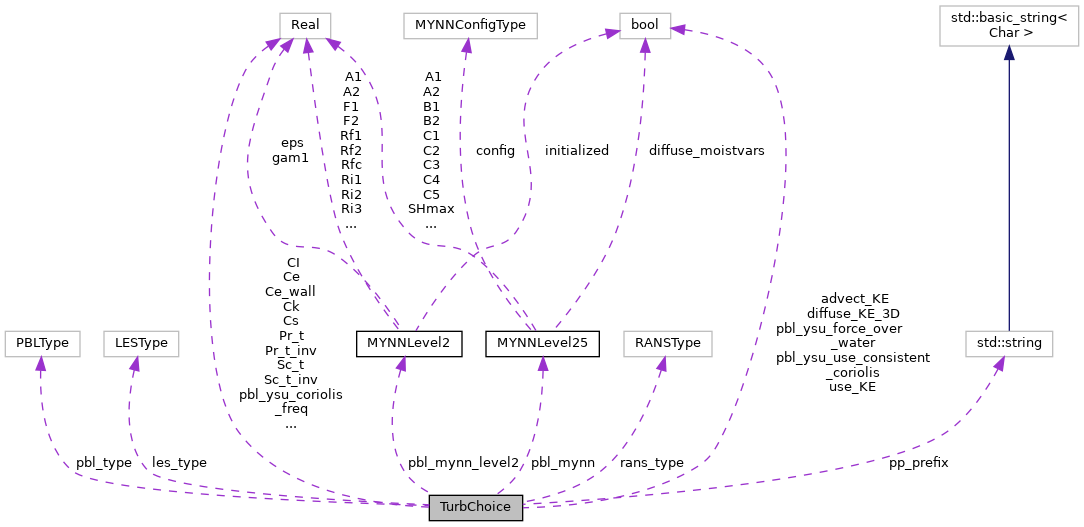 Real
MYNNConfigType
bool
std::basic_string<
Char >
eps
gam1
A1
A2
F1
F2
Rf1
Rf2
Rfc
Ri1
Ri2
Ri3
...
A1
A2
B1
B2
C1
C2
C3
C4
C5
SHmax
...
config
initialized
diffuse_moistvars
CI
Ce
Ce_wall
Ck
Cs
Pr_t
Pr_t_inv
Sc_t
Sc_t_inv
pbl_ysu_coriolis
_freq
...
advect_KE
diffuse_KE_3D
pbl_ysu_force_over
_water
pbl_ysu_use_consistent
_coriolis
use_KE
PBLType
LESType
MYNNLevel2
MYNNLevel25
RANSType
std::string
pbl_type
les_type
pbl_mynn_level2
pbl_mynn
rans_type
pp_prefix
TurbChoice